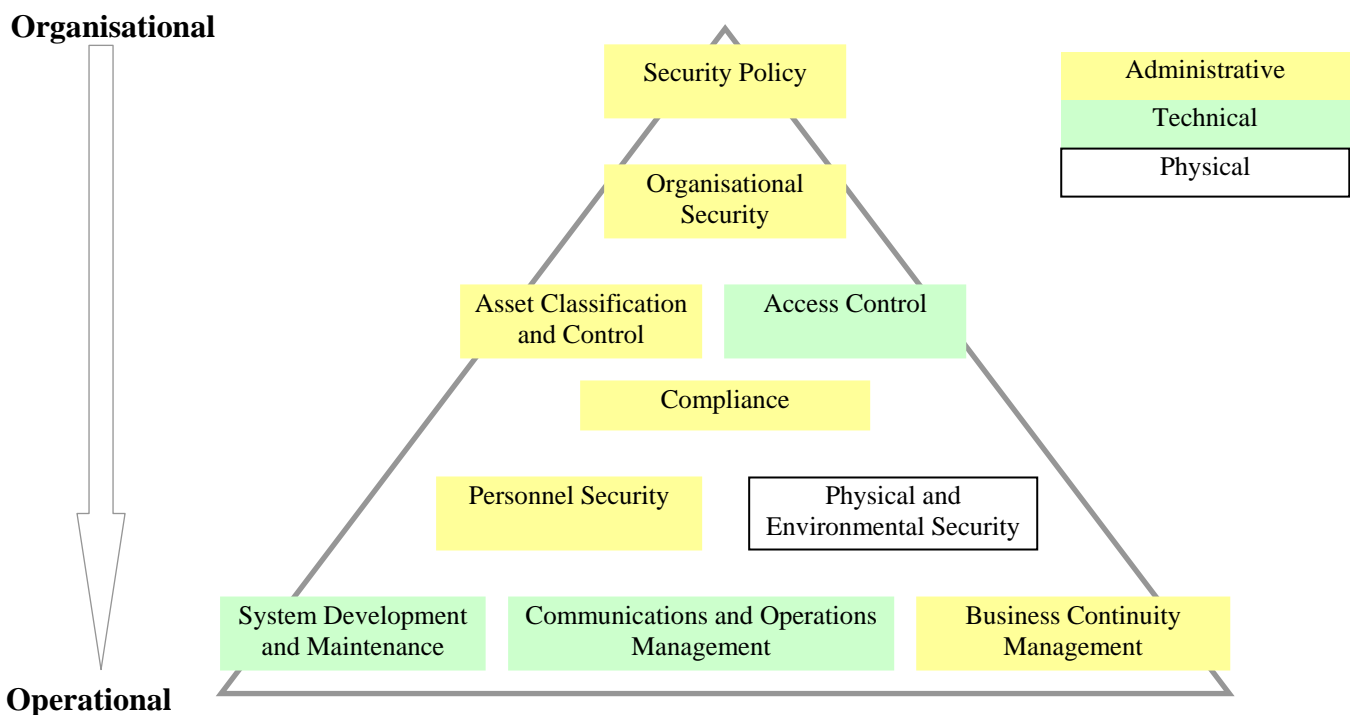 Organisational
Security Policy
Administrative
Technical
Physical
Organisational
Security
Asset Classification
and Control
Access Control
Compliance
Personnel Security
Physical and
Environmental Security
System Development
and Maintenance
Communications and Operations
Management
Business Continuity
Management
Operational